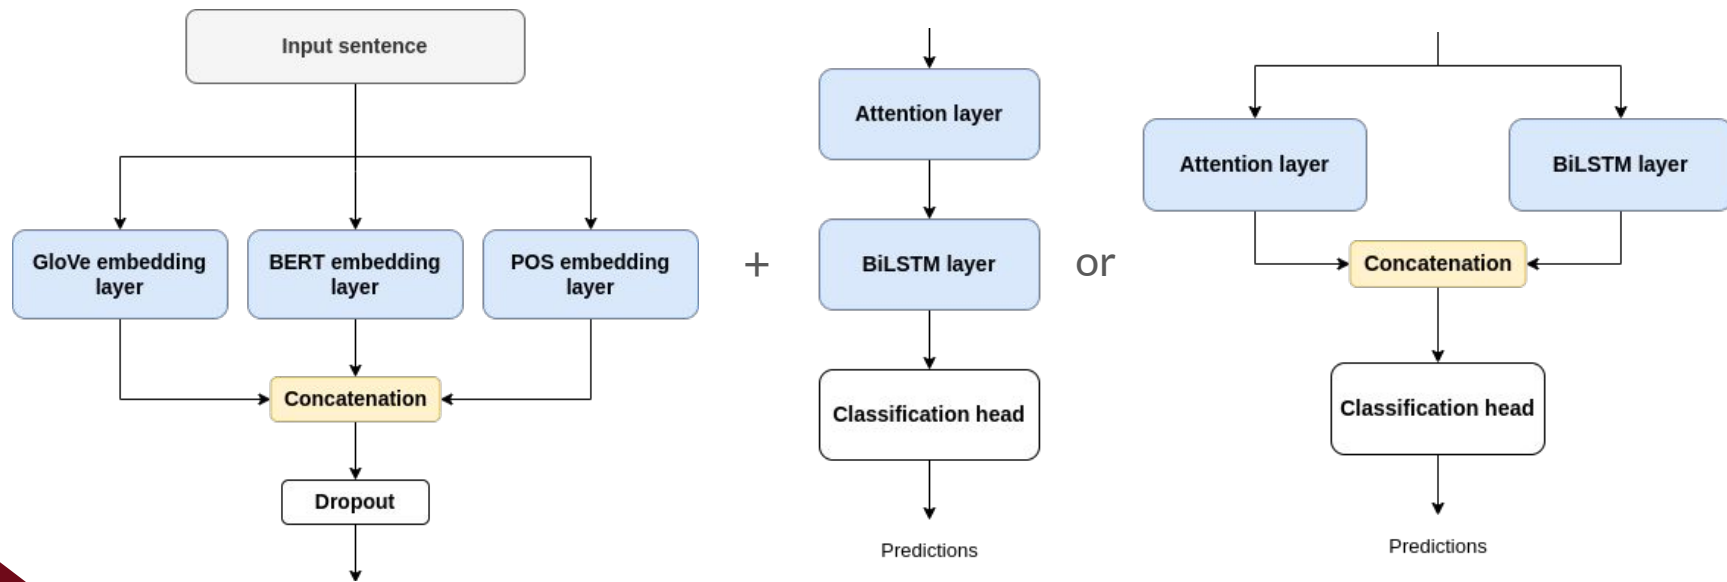 Input sentence
GloVe embedding
layer
BERT embedding
layer
POS embedding
layer
Concatenation
Dropout
+
Attention layer
BiLSTM layer
Classification head
Predictions
or
Attention layer
BiLSTM layer
Concatenation
Classification head
Predictions